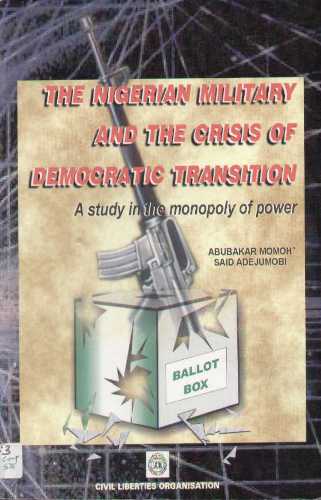 THE NIGERIAN MILITARY
AND THE CRISIS OF
DEMOCRATIC TRANSITION
A study in the monopoly of power
ABUBAKAR MOMOH
SAID ADEJUMOBI
BALLOT
BOX
CIVIL LIBERTIES ORGANISATION